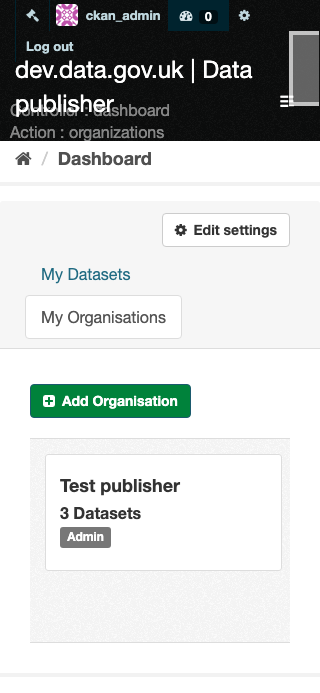 ckan_admin 0
Log out
dev.data.gov.uk | Data
publisher
Controller : dashboard
Action : organizations
/ Dashboard
Edit settings
My Datasets
My Organisations
Add Organisation
Test publisher
3 Datasets
Admin